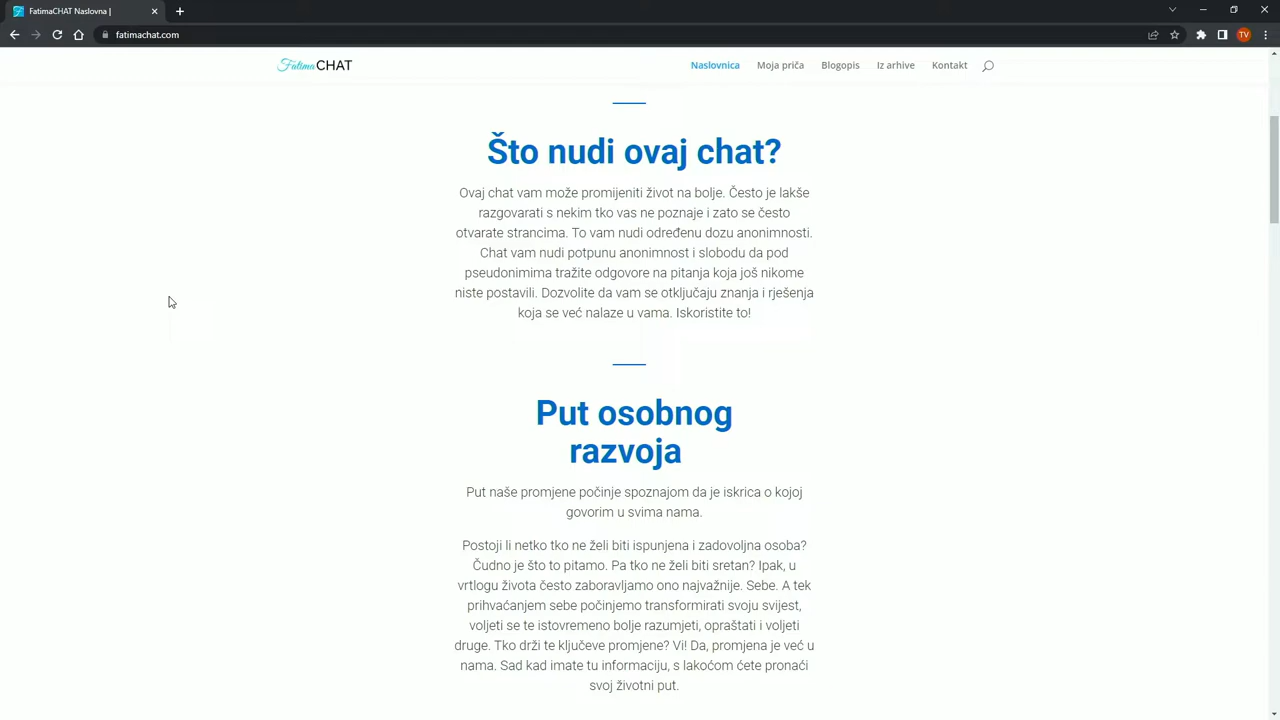 FatimaCHAT Naslovna |
fatimachat.com
TV
FatimaCHAT
Naslovnica
Moja priča
Blogopis
Iz arhive
Kontakt
Što nudi ovaj chat?
Ovaj chat vam može promijeniti život na bolje. Često je lakše
razgovarati s nekim tko vas ne poznaje i zato se često
otvarate strancima. To vam nudi određenu dozu anonimnosti.
Chat vam nudi potpunu anonimnost i slobodu da pod
pseudonimima tražite odgovore na pitanja koja još nikome
niste postavili. Dozvolite da vam se otključaju znanja i rješenja
koja se već nalaze u vama. Iskoristite to!
Put osobnog
razvoja
Put naše promjene počinje spoznajom da je iskrica o kojoj
govorim u svima nama.
Postoji li netko tko ne želi biti ispunjena i zadovoljna osoba?
Čudno je što to pitamo. Pa tko ne želi biti sretan? Ipak, u
vrtlogu života često zaboravljamo ono najvažnije. Sebe. A tek
prihvaćanjem sebe počinjemo transformirati svoju svijest,
voljeti se te istovremeno bolje razumjeti, opraštati i voljeti
druge. Tko drži te ključeve promjene? Vi! Da, promjena je već u
nama. Sad kad imate tu informaciju, s lakoćom ćete pronaći
svoj životni put.